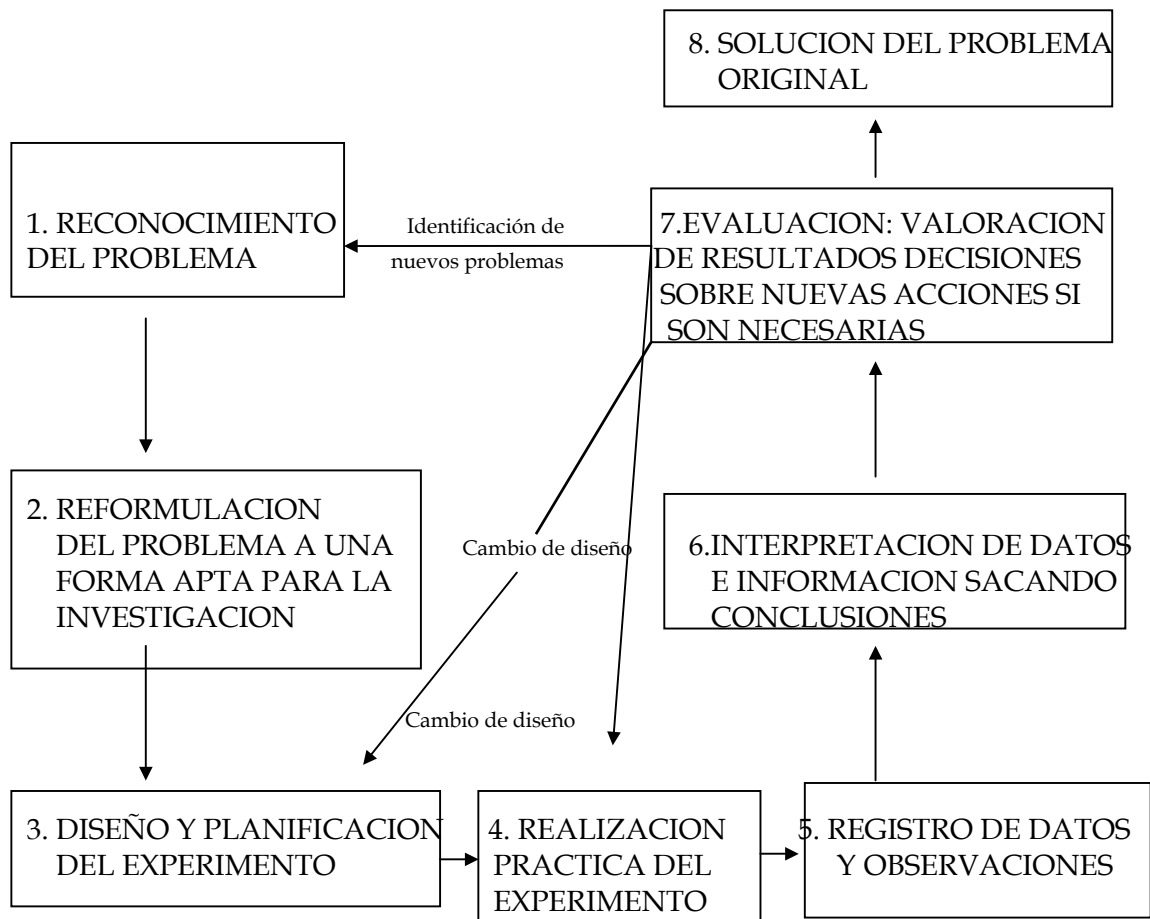 8. SOLUCION DEL PROBLEMA
ORIGINAL
1. RECONOCIMIENTO
DEL PROBLEMA
Identificación de
nuevos problemas
7.EVALUACION: VALORACION
DE RESULTADOS DECISIONES
SOBRE NUEVAS ACCIONES SI
SON NECESARIAS
2. REFORMULACION
DEL PROBLEMA A UNA
FORMA APTA PARA LA
INVESTIGACION
Cambio de diseño
6.INTERPRETACION DE DATOS
E INFORMACION SACANDO
CONCLUSIONES
Cambio de diseño
3. DISEÑO Y PLANIFICACION
DEL EXPERIMENTO
4. REALIZACION
PRACTICA DEL
EXPERIMENTO
5. REGISTRO DE DATOS
Y OBSERVACIONES